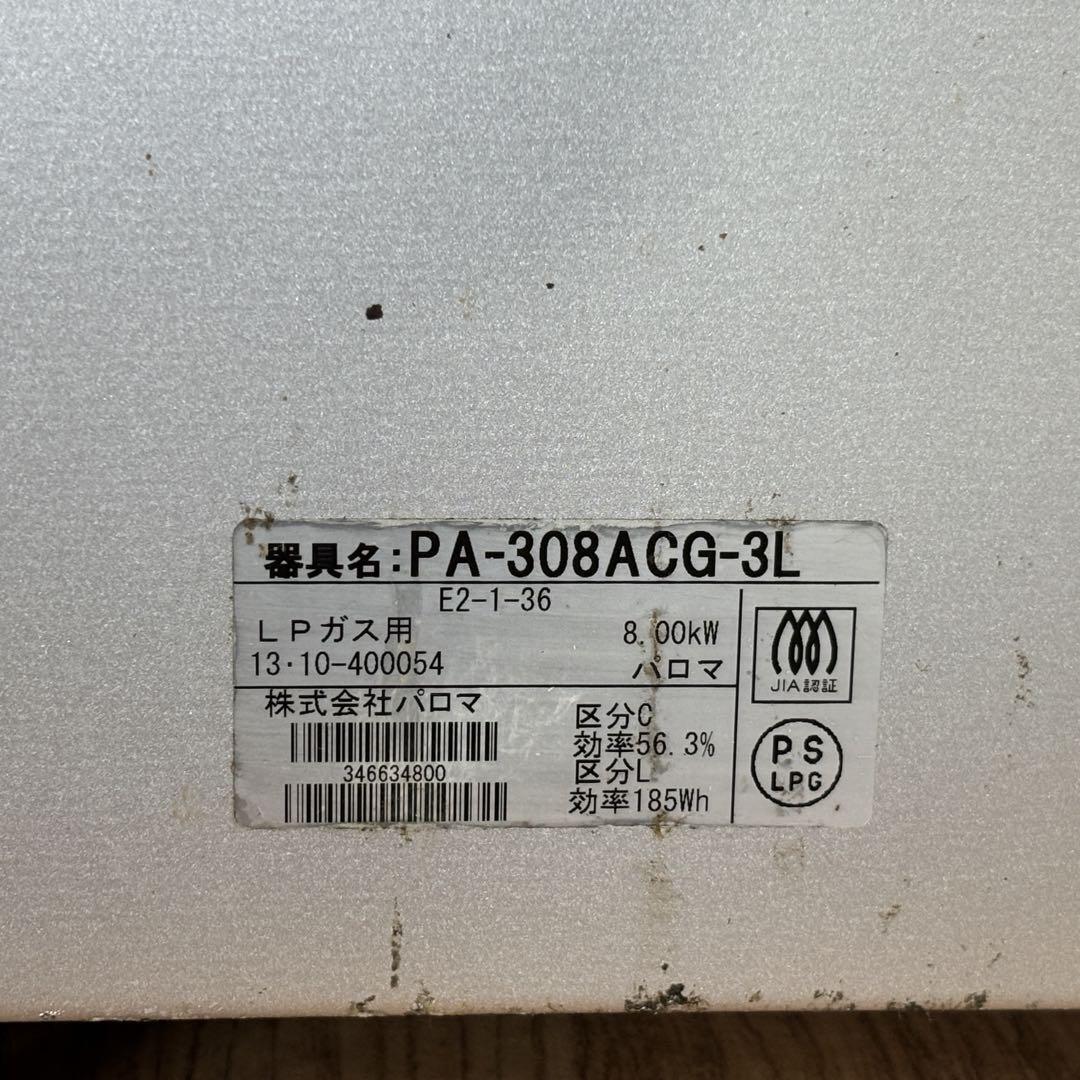 器具名:PA-308ACG-3L
E2-1-36
LPガス用 8.00kW
13・10-400054 パロマ
株式会社パロマ
346634800
区分C
効率56.3%
区分L
効率185Wh
JIA認証
PS
LPG